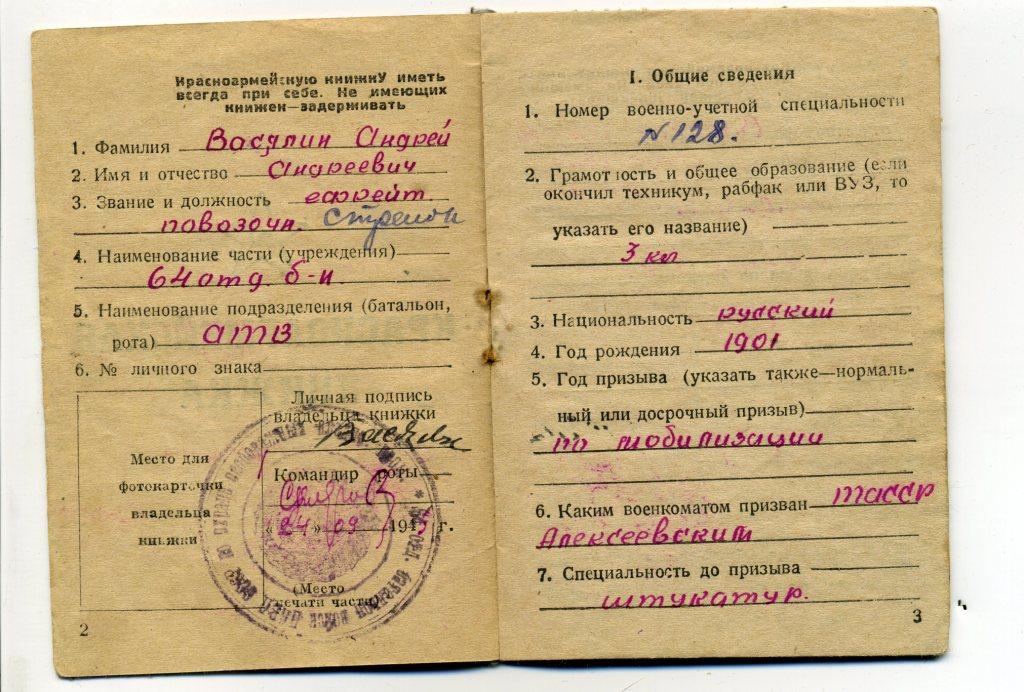 Красноармейскую книжку иметь
всегда при себе. Не имеющих
книжек—задерживать
1. Фамилия Васялин Андрей
2. Имя и отчество Андреевич
3. Звание и должность ефрейт.
повозочн. Стрелок
4. Наименование части (учреждения)
64 отд. б-н.
5. Наименование подразделения (батальон,
рота) АТВ
6. № личного знака
Личная подпись
владельца книжки
Место для
фотокарточки
владельца
книжки
Командир роты
«24» 09 194 г.
(Место
печати части)
2
I. Общие сведения
1. Номер военно-учетной специальности
№128.
2. Грамотность и общее образование (если
окончил техникум, рабфак или ВУЗ, то
указать его название)
3 кл
3. Национальность русский
4. Год рождения 1901
5. Год призыва (указать также—нормаль-
ный или досрочный призыв)
по мобилизации
6. Каким военкоматом призван ТАССР
Алексеевским
7. Специальность до призыва
штукатур.
3